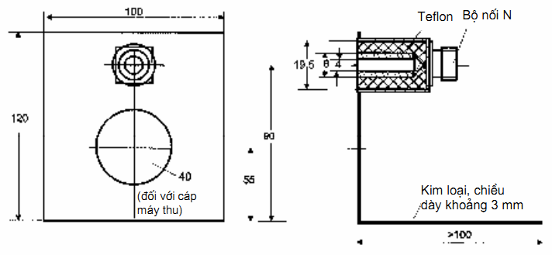 100
Teflon
Bộ nối N
19,5
6
4
120
90
55
40
(đối với cáp
máy thu)
Kim loại, chiều
dày khoảng 3 mm
>100